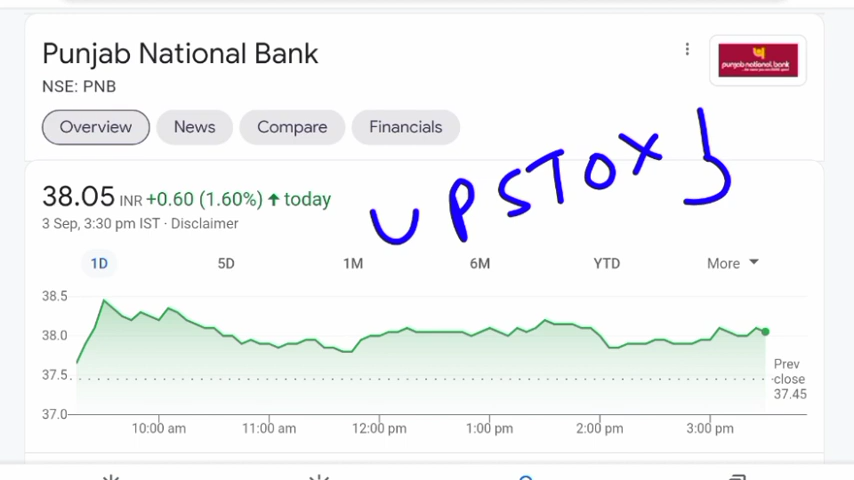 Punjab National Bank
NSE: PNB
punjab national bank
Overview News Compare Financials
UPSTOX
38.05 INR +0.60 (1.60%) ↑ today
3 Sep, 3:30 pm IST · Disclaimer
1D 5D 1M 6M YTD More
38.5
38.0
37.5
37.0
Prev close 37.45
10:00 am 11:00 am 12:00 pm 1:00 pm 2:00 pm 3:00 pm